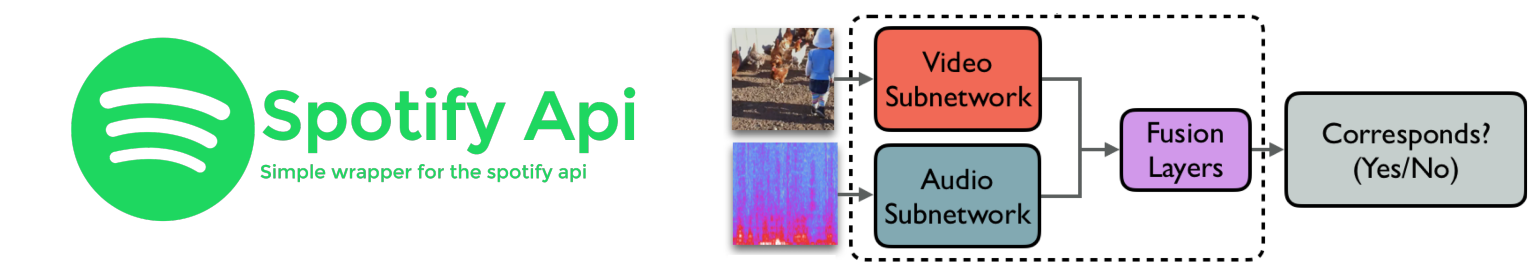 Spotify Api
Simple wrapper for the spotify api
Video
Subnetwork
Audio
Subnetwork
Fusion
Layers
Corresponds?
(Yes/No)